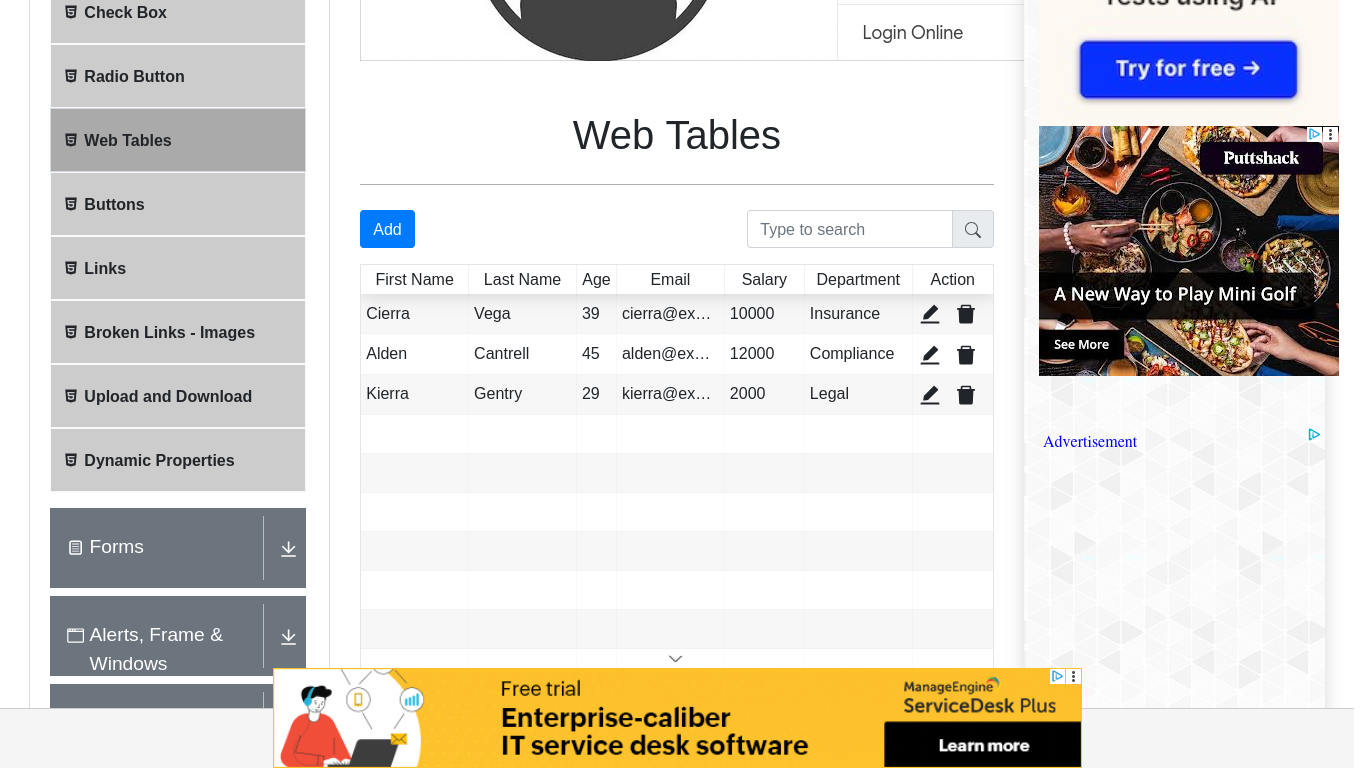 Check Box
Radio Button
Web Tables
Buttons
Links
Broken Links - Images
Upload and Download
Dynamic Properties
Forms
Alerts, Frame &
Windows
Login Online
Web Tables
Add
Type to search
First Name Last Name Age Email Salary Department Action
Cierra Vega 39 cierra@ex… 10000 Insurance
Alden Cantrell 45 alden@ex… 12000 Compliance
Kierra Gentry 29 kierra@ex… 2000 Legal
Tests using AI
Try for free →
Puttshack
A New Way to Play Mini Golf
See More
Advertisement
Free trial
Enterprise-caliber
IT service desk software
ManageEngine
ServiceDesk Plus
Learn more